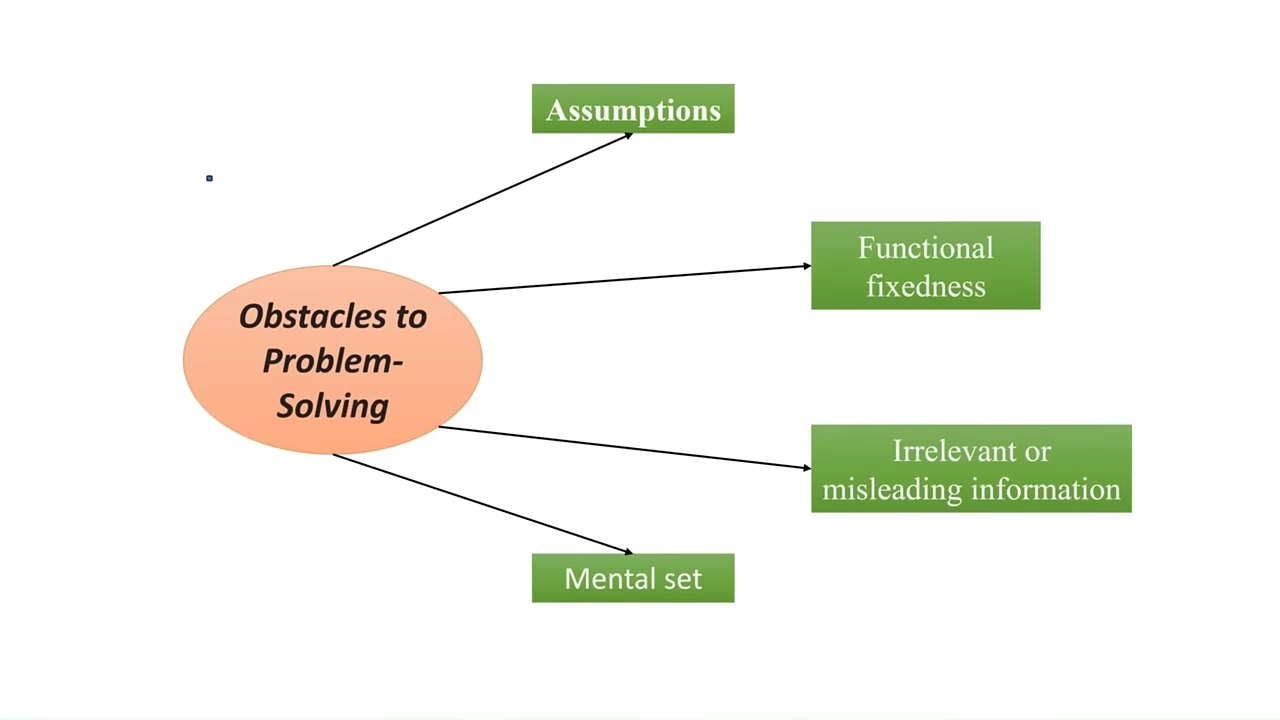 Assumptions
Functional
fixedness
Obstacles to
Problem-
Solving
Irrelevant or
misleading information
Mental set